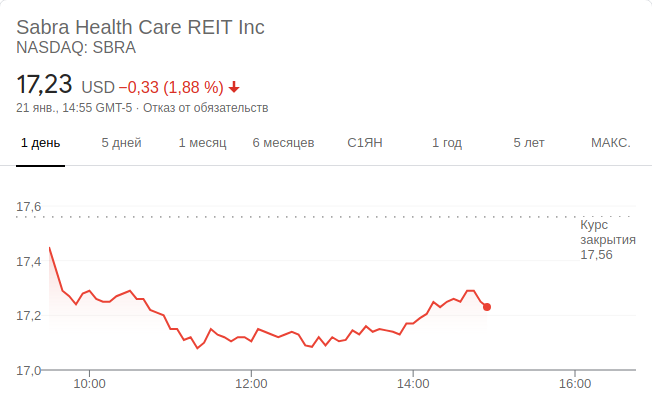 Sabra Health Care REIT Inc
NASDAQ: SBRA
17,23 USD −0,33 (1,88 %)
21 янв., 14:55 GMT-5 · Отказ от обязательств
1 день 5 дней 1 месяц 6 месяцев С1ЯН 1 год 5 лет МАКС.
17,6
Курс
закрытия
17,56
17,4
17,2
17,0
10:00 12:00 14:00 16:00